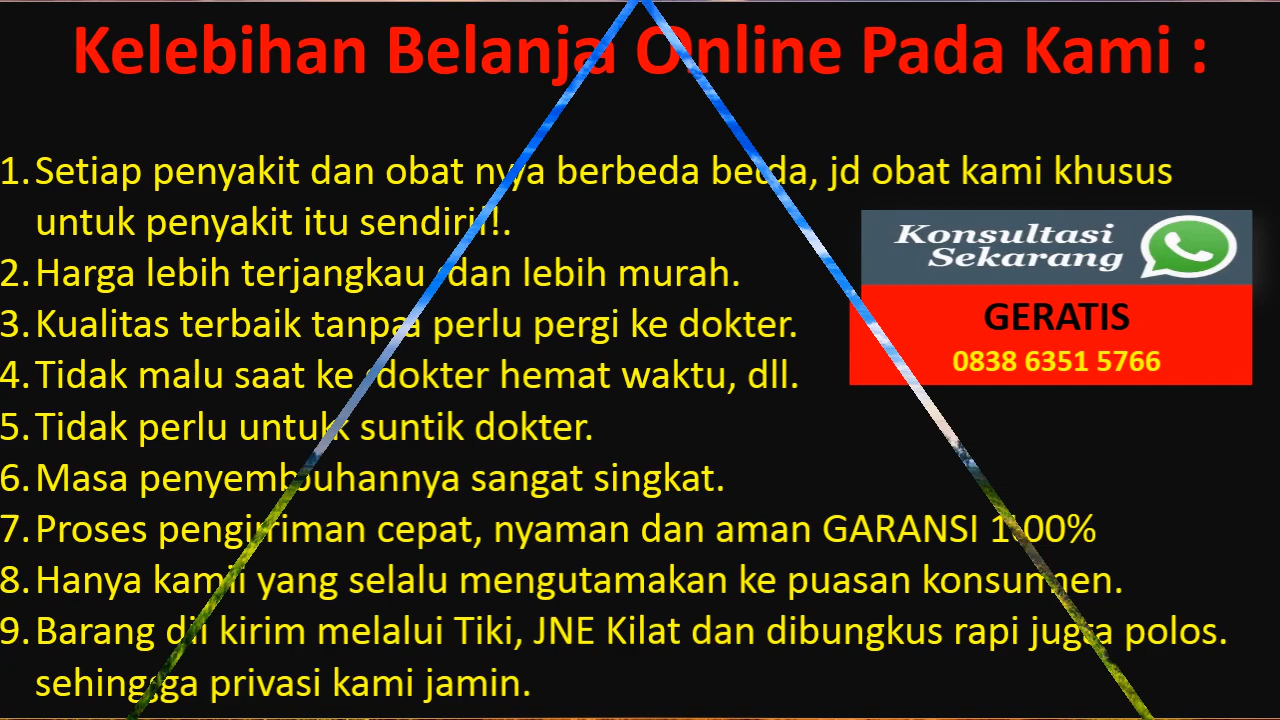 Kelebihan Belanja Online Pada Kami :
1. Setiap penyakit dan obat nya berbeda beda, jd obat kami khusus
untuk penyakit itu sendiri!.
2. Harga lebih terjangkau dan lebih murah.
3. Kualitas terbaik tanpa perlu pergi ke dokter.
4. Tidak malu saat ke dokter hemat waktu, dll.
5. Tidak perlu untuk suntik dokter.
6. Masa penyembuhannya sangat singkat.
7. Proses pengiriman cepat, nyaman dan aman GARANSI 100%
8. Hanya kami yang selalu mengutamakan ke puasan konsumen.
9. Barang di kirim melalui Tiki, JNE Kilat dan dibungkus rapi juga polos.
sehingga privasi kami jamin.
Konsultasi
Sekarang
GERATIS
0838 6351 5766